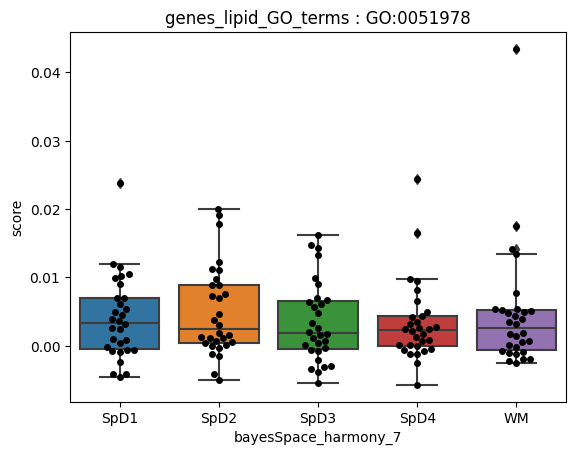 genes_lipid_GO_terms : GO:0051978
score
0.04
0.03
0.02
0.01
0.00
SpD1 SpD2 SpD3 SpD4 WM
bayesSpace_harmony_7